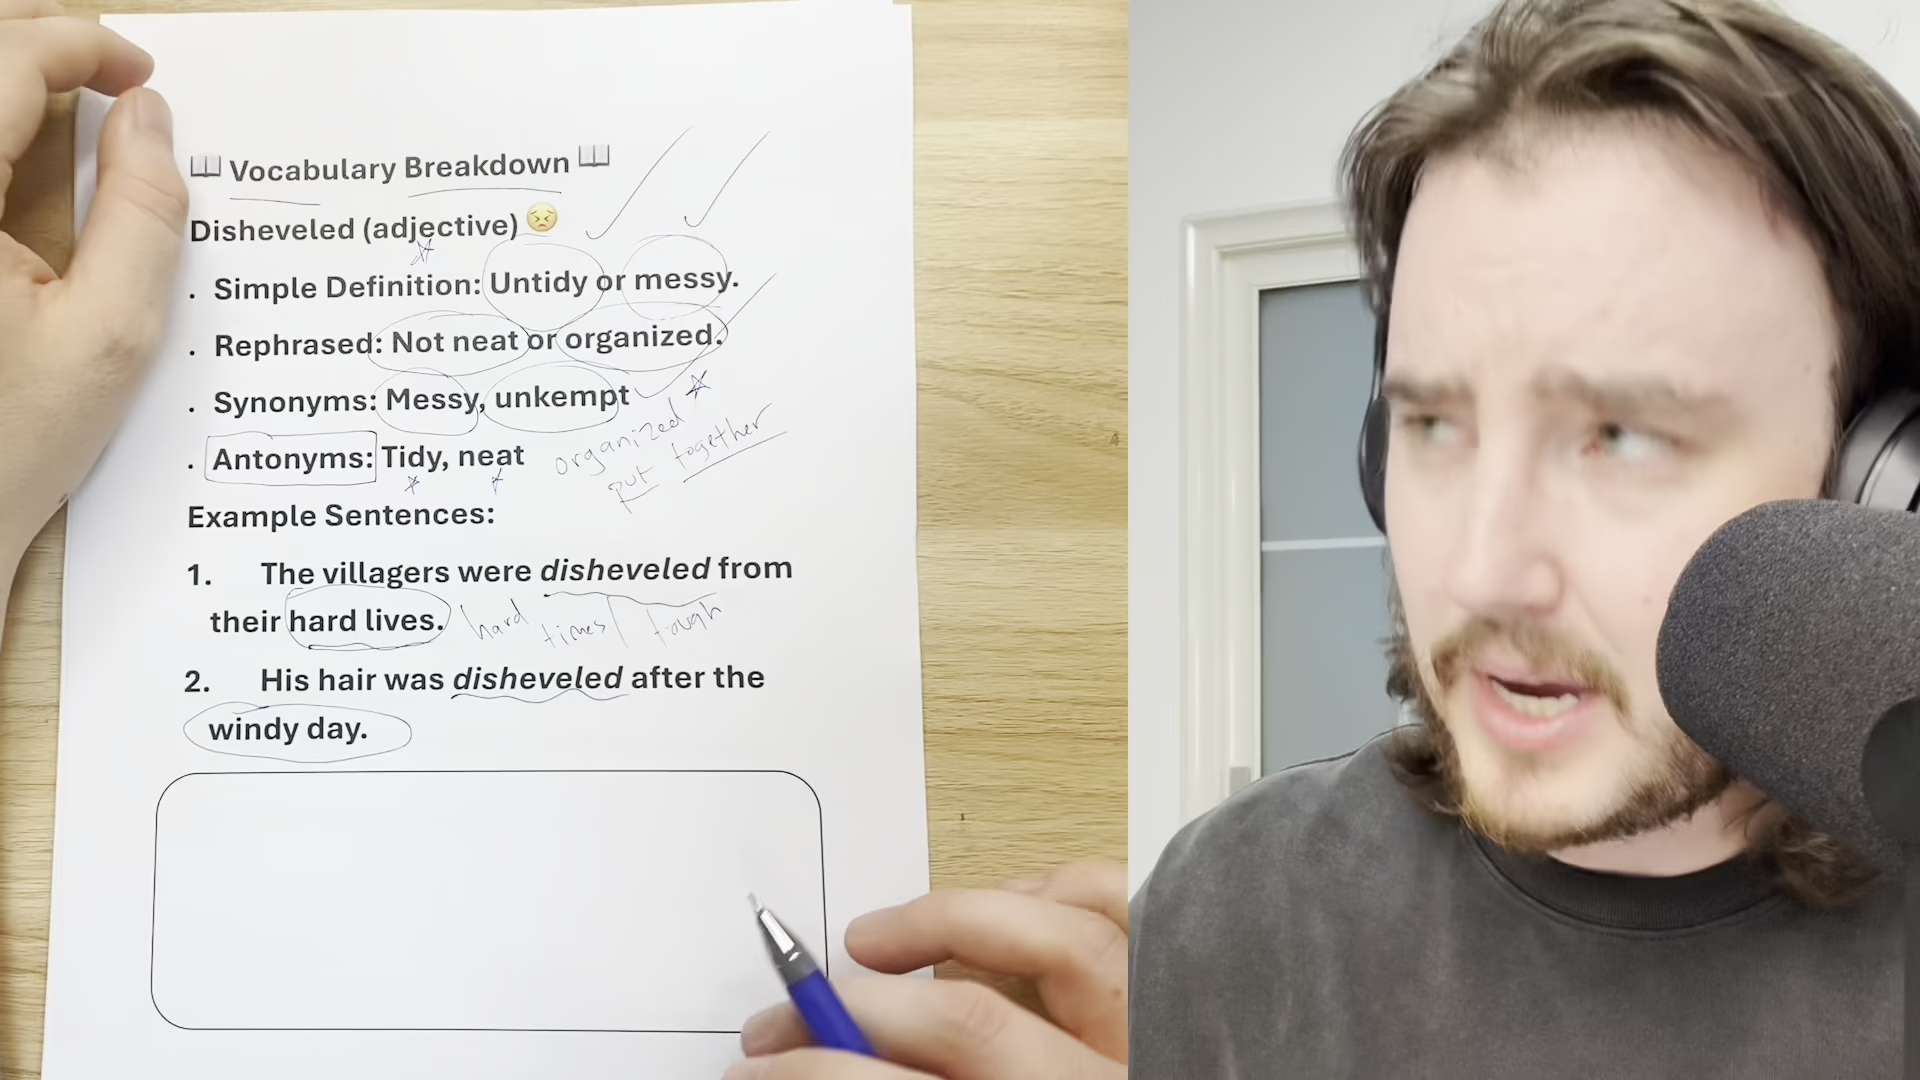 📖 Vocabulary Breakdown 📖
Disheveled (adjective) 😣
. Simple Definition: Untidy or messy.
. Rephrased: Not neat or organized.
. Synonyms: Messy, unkempt
. Antonyms: Tidy, neat
organized
put together
Example Sentences:
1. The villagers were disheveled from
their hard lives.
hard times / tough
2. His hair was disheveled after the
windy day.